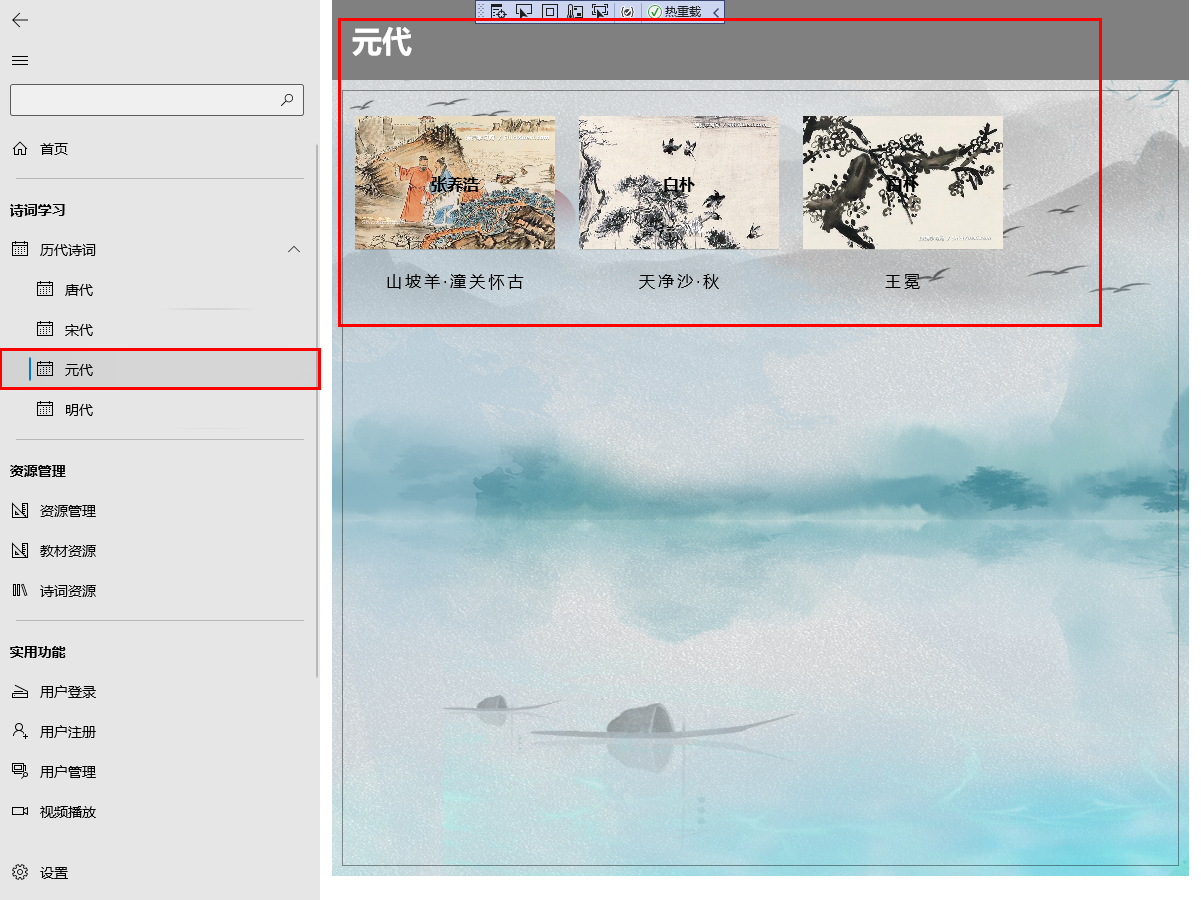 热重载
首页
诗词学习
历代诗词
唐代
宋代
元代
明代
资源管理
资源管理
教材资源
诗词资源
实用功能
用户登录
用户注册
用户管理
视频播放
设置
元代
张养浩
白朴
白朴
山坡羊·潼关怀古
天净沙·秋
王冕